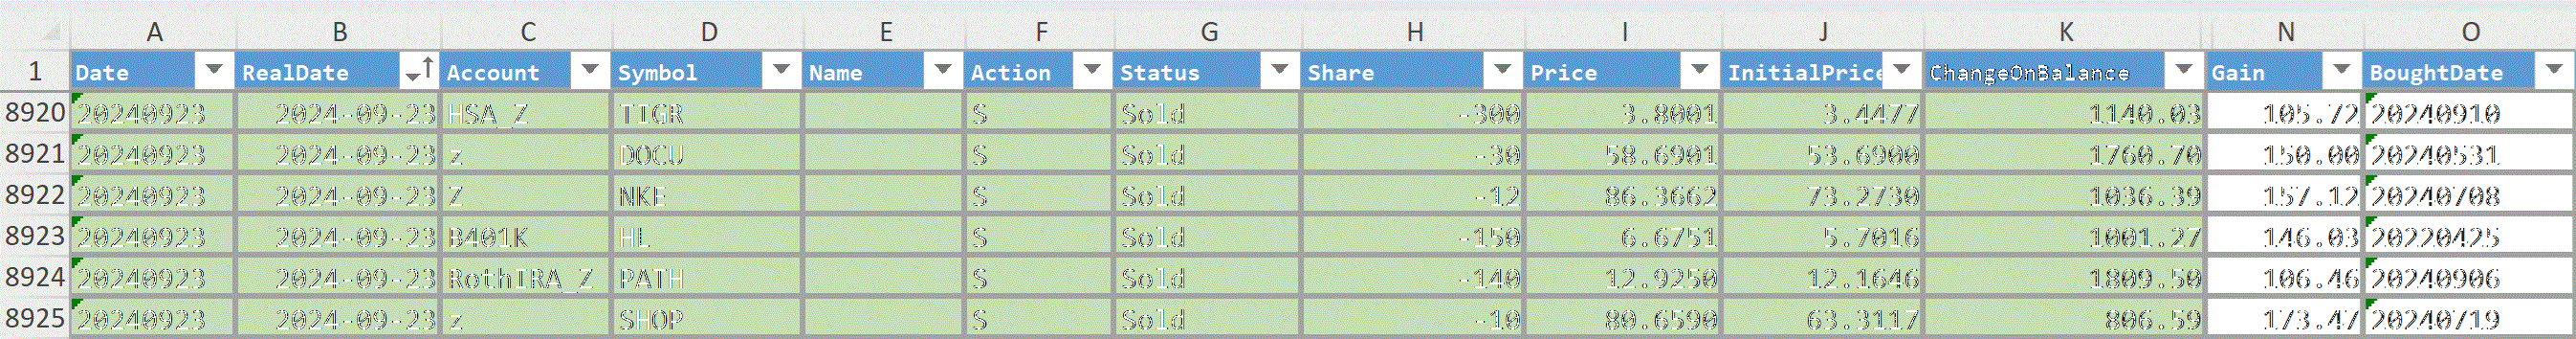 A B C D E F G H I J K N O
1 Date RealDate Account Symbol Name Action Status Share Price InitialPrice ChangeOnBalance Gain BoughtDate
8920 20240923 2024-09-23 HSA_Z TIGR S Sold -300 3.8001 3.4477 1140.03 105.72 20240910
8921 20240923 2024-09-23 z DOCU S Sold -30 58.6901 53.6900 1760.70 150.00 20240531
8922 20240923 2024-09-23 Z NKE S Sold -12 86.3662 73.2730 1036.39 157.12 20240708
8923 20240923 2024-09-23 B401K HL S Sold -150 6.6751 5.7016 1001.27 146.03 20220425
8924 20240923 2024-09-23 RothIRA_Z PATH S Sold -140 12.9250 12.1646 1809.50 106.46 20240906
8925 20240923 2024-09-23 z SHOP S Sold -10 80.6590 63.3117 806.59 173.47 20240719